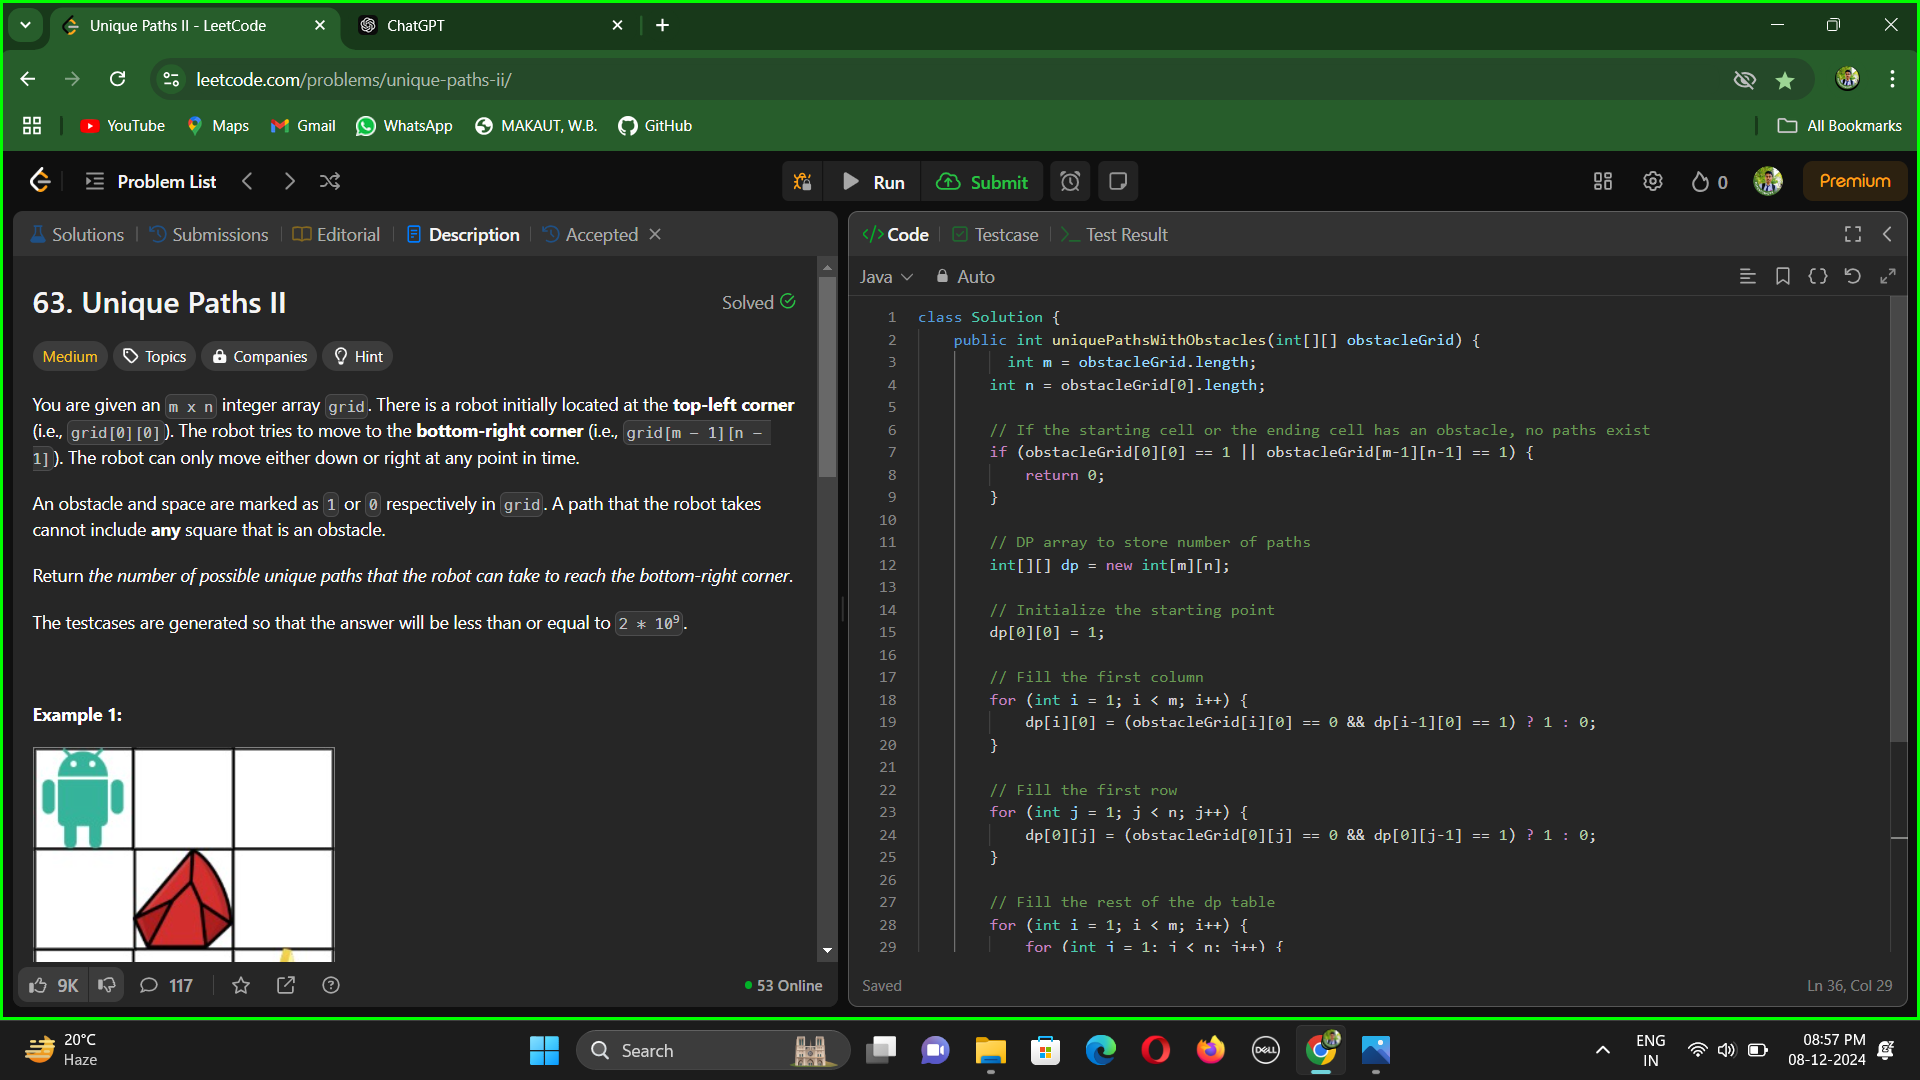 Unique Paths II - LeetCode
ChatGPT
leetcode.com/problems/unique-paths-ii/
YouTube
Maps
Gmail
WhatsApp
MAKAUT, W.B.
GitHub
All Bookmarks
Problem List
Run
Submit
0
Premium
Solutions
Submissions
Editorial
Description
Accepted
63. Unique Paths II
Solved
Medium
Topics
Companies
Hint
You are given an m x n integer array grid. There is a robot initially located at the top-left corner
(i.e., grid[0][0]). The robot tries to move to the bottom-right corner (i.e., grid[m - 1][n -
1]). The robot can only move either down or right at any point in time.
An obstacle and space are marked as 1 or 0 respectively in grid. A path that the robot takes
cannot include any square that is an obstacle.
Return the number of possible unique paths that the robot can take to reach the bottom-right corner.
The testcases are generated so that the answer will be less than or equal to 2 * 10⁹.
Example 1:
9K
117
53 Online
Code
Testcase
Test Result
Java
Auto
1 class Solution {
2 public int uniquePathsWithObstacles(int[][] obstacleGrid) {
3 int m = obstacleGrid.length;
4 int n = obstacleGrid[0].length;
5
6 // If the starting cell or the ending cell has an obstacle, no paths exist
7 if (obstacleGrid[0][0] == 1 || obstacleGrid[m-1][n-1] == 1) {
8 return 0;
9 }
10
11 // DP array to store number of paths
12 int[][] dp = new int[m][n];
13
14 // Initialize the starting point
15 dp[0][0] = 1;
16
17 // Fill the first column
18 for (int i = 1; i < m; i++) {
19 dp[i][0] = (obstacleGrid[i][0] == 0 && dp[i-1][0] == 1) ? 1 : 0;
20 }
21
22 // Fill the first row
23 for (int j = 1; j < n; j++) {
24 dp[0][j] = (obstacleGrid[0][j] == 0 && dp[0][j-1] == 1) ? 1 : 0;
25 }
26
27 // Fill the rest of the dp table
28 for (int i = 1; i < m; i++) {
29 for (int j = 1; j < n; j++) {
Saved
Ln 36, Col 29
20°C
Haze
Search
DELL
ENG
IN
08:57 PM
08-12-2024